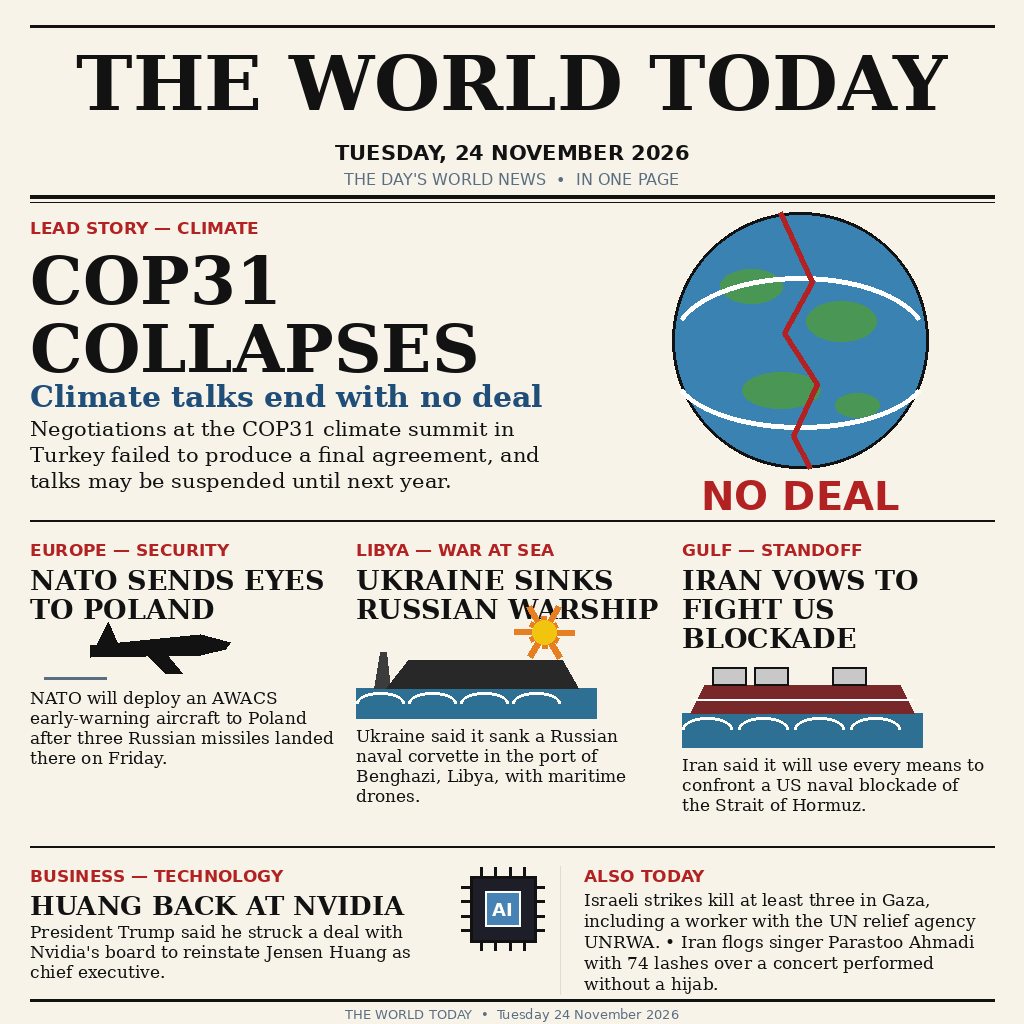 THE WORLD TODAY
TUESDAY, 24 NOVEMBER 2026
THE DAY'S WORLD NEWS • IN ONE PAGE
LEAD STORY — CLIMATE
COP31
COLLAPSES
Climate talks end with no deal
Negotiations at the COP31 climate summit in
Turkey failed to produce a final agreement, and
talks may be suspended until next year.
NO DEAL
EUROPE — SECURITY
NATO SENDS EYES
TO POLAND
NATO will deploy an AWACS
early-warning aircraft to Poland
after three Russian missiles landed
there on Friday.
LIBYA — WAR AT SEA
UKRAINE SINKS
RUSSIAN WARSHIP
Ukraine said it sank a Russian
naval corvette in the port of
Benghazi, Libya, with maritime
drones.
GULF — STANDOFF
IRAN VOWS TO
FIGHT US
BLOCKADE
Iran said it will use every means to
confront a US naval blockade of
the Strait of Hormuz.
BUSINESS — TECHNOLOGY
HUANG BACK AT NVIDIA
President Trump said he struck a deal with
Nvidia's board to reinstate Jensen Huang as
chief executive.
AI
ALSO TODAY
Israeli strikes kill at least three in Gaza,
including a worker with the UN relief agency
UNRWA. • Iran flogs singer Parastoo Ahmadi
with 74 lashes over a concert performed
without a hijab.
THE WORLD TODAY • Tuesday 24 November 2026